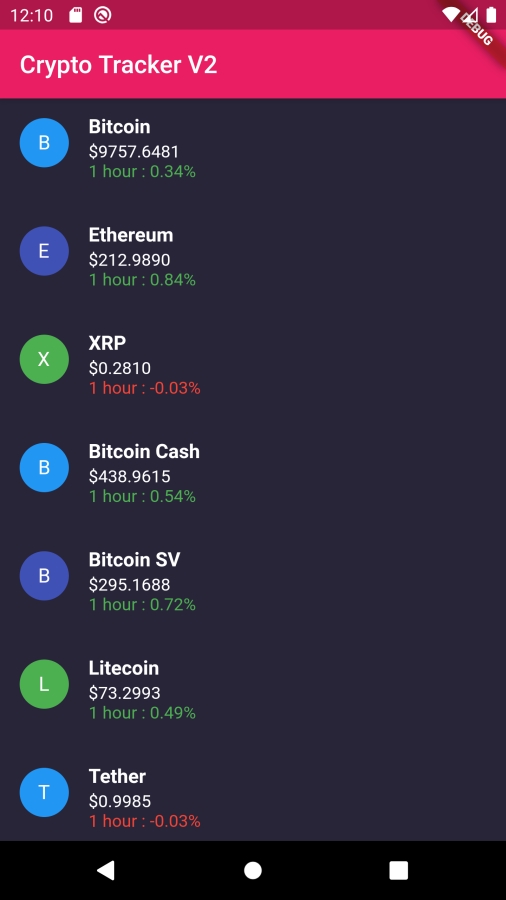 12:10
DEBUG
Crypto Tracker V2
B
Bitcoin
$9757.6481
1 hour : 0.34%
E
Ethereum
$212.9890
1 hour : 0.84%
X
XRP
$0.2810
1 hour : -0.03%
B
Bitcoin Cash
$438.9615
1 hour : 0.54%
B
Bitcoin SV
$295.1688
1 hour : 0.72%
L
Litecoin
$73.2993
1 hour : 0.49%
T
Tether
$0.9985
1 hour : -0.03%